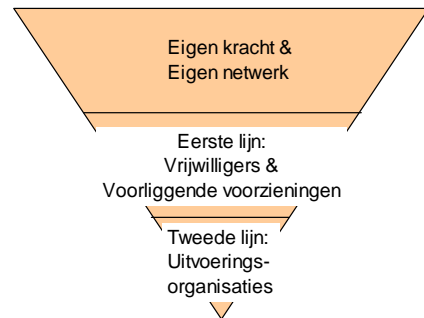 Eigen kracht &
Eigen netwerk
Eerste lijn:
Vrijwilligers &
Voorliggende voorzieningen
Tweede lijn:
Uitvoerings-
organisaties